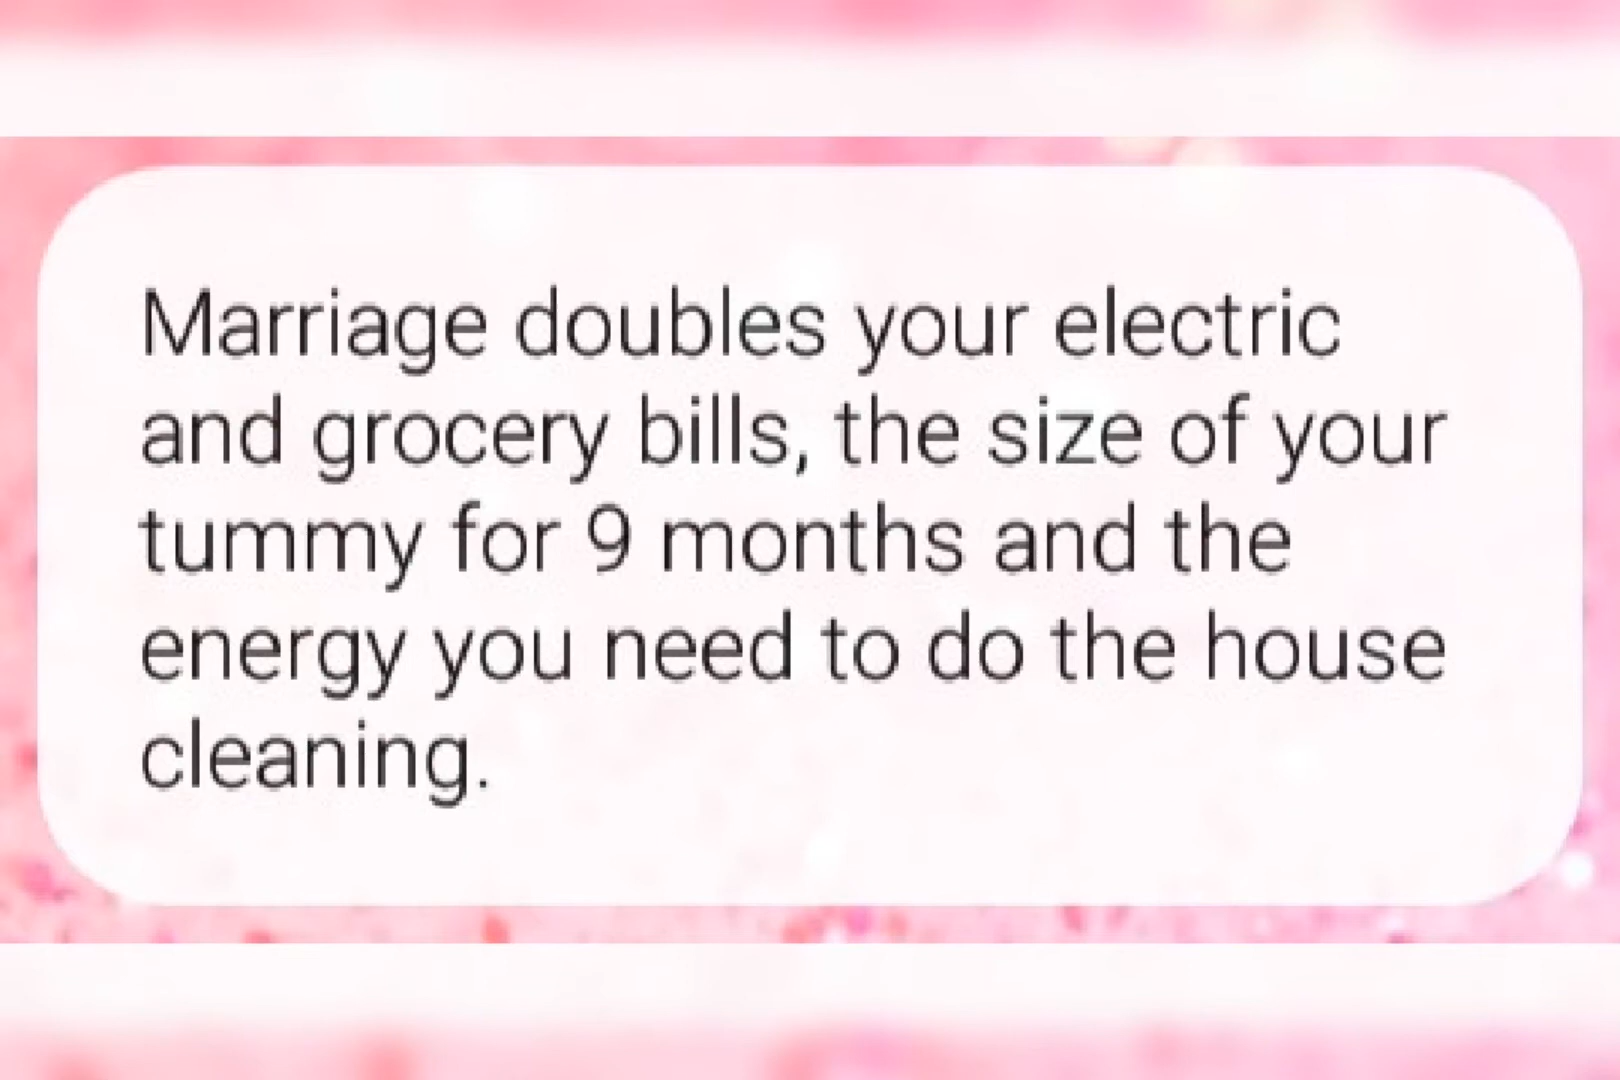 Marriage doubles your electric
and grocery bills, the size of your
tummy for 9 months and the
energy you need to do the house
cleaning.